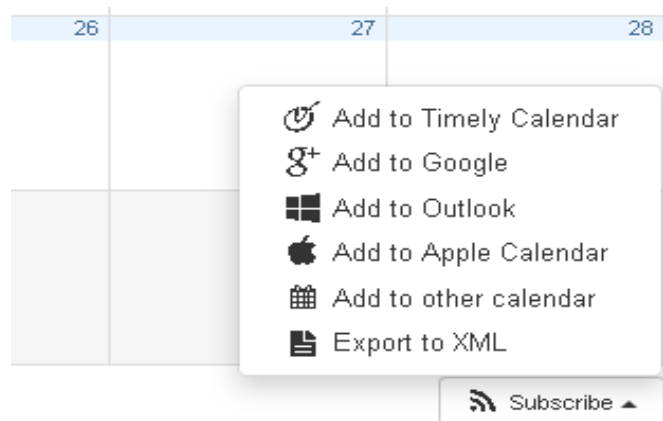 26 27 28
Add to Timely Calendar
Add to Google
Add to Outlook
Add to Apple Calendar
Add to other calendar
Export to XML
Subscribe